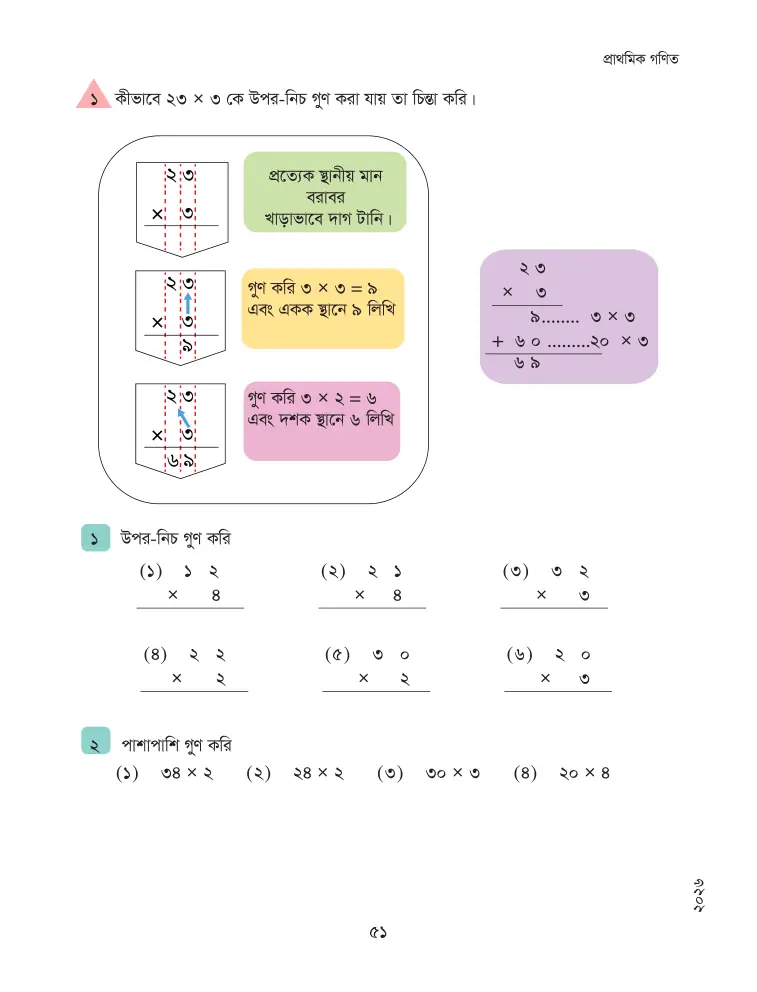 প্রাথমিক গণিত
১ কীভাবে ২৩ × ৩ কে উপর-নিচ গুণ করা যায় তা চিন্তা করি।
২ ৩
× ৩
প্রত্যেক স্থানীয় মান
বরাবর
খাড়াভাবে দাগ টানি।
২ ৩
× ৩
৯
গুণ করি ৩ × ৩ = ৯
এবং একক স্থানে ৯ লিখি
২ ৩
× ৩
৬ ৯
গুণ করি ৩ × ২ = ৬
এবং দশক স্থানে ৬ লিখি
২ ৩
× ৩
৯........ ৩ × ৩
+ ৬ ০ .........২০ × ৩
৬ ৯
১ উপর-নিচ গুণ করি
(১) ১ ২ (২) ২ ১ (৩) ৩ ২
× ৪ × ৪ × ৩
(৪) ২ ২ (৫) ৩ ০ (৬) ২ ০
× ২ × ২ × ৩
২ পাশাপাশি গুণ করি
(১) ৩৪ × ২ (২) ২৪ × ২ (৩) ৩০ × ৩ (৪) ২০ × ৪
২০২৬
৫১